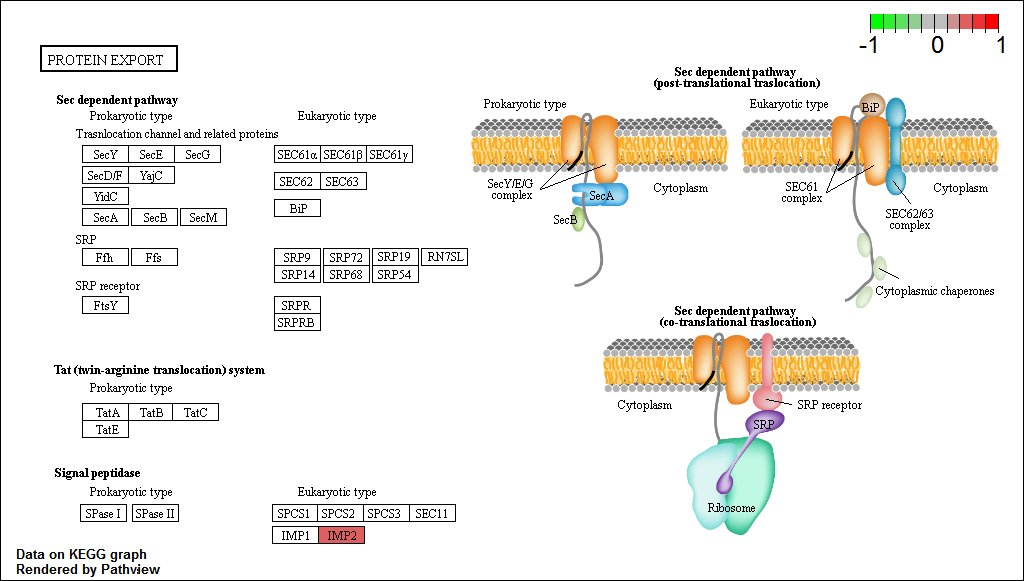 -1 0 1
PROTEIN EXPORT
Sec dependent pathway
Prokaryotic type
Eukaryotic type
Trasnlocation channel and related proteins
SecY SecE SecG
SEC61α SEC61β SEC61γ
SecD/F YajC
SEC62 SEC63
YidC
BiP
SecA SecB SecM
SRP
Ffh Ffs
SRP9 SRP72 SRP19 RN7SL
SRP14 SRP68 SRP54
SRP receptor
FtsY
SRPR
SRPRB
Tat (twin-arginine translocation) system
Prokaryotic type
TatA TatB TatC
TatE
Signal peptidase
Prokaryotic type
Eukaryotic type
SPase I SPase II
SPCS1 SPCS2 SPCS3 SEC11
IMP1 IMP2
Data on KEGG graph
Rendered by Pathview
Sec dependent pathway
(post-translational traslocation)
Prokaryotic type
Eukaryotic type
BiP
SecY/E/G
complex
Cytoplasm
SecA
SecB
SEC61
complex
Cytoplasm
SEC62/63
complex
Cytoplasmic chaperones
Sec dependent pathway
(co-translational traslocation)
Cytoplasm
SRP receptor
SRP
Ribosome